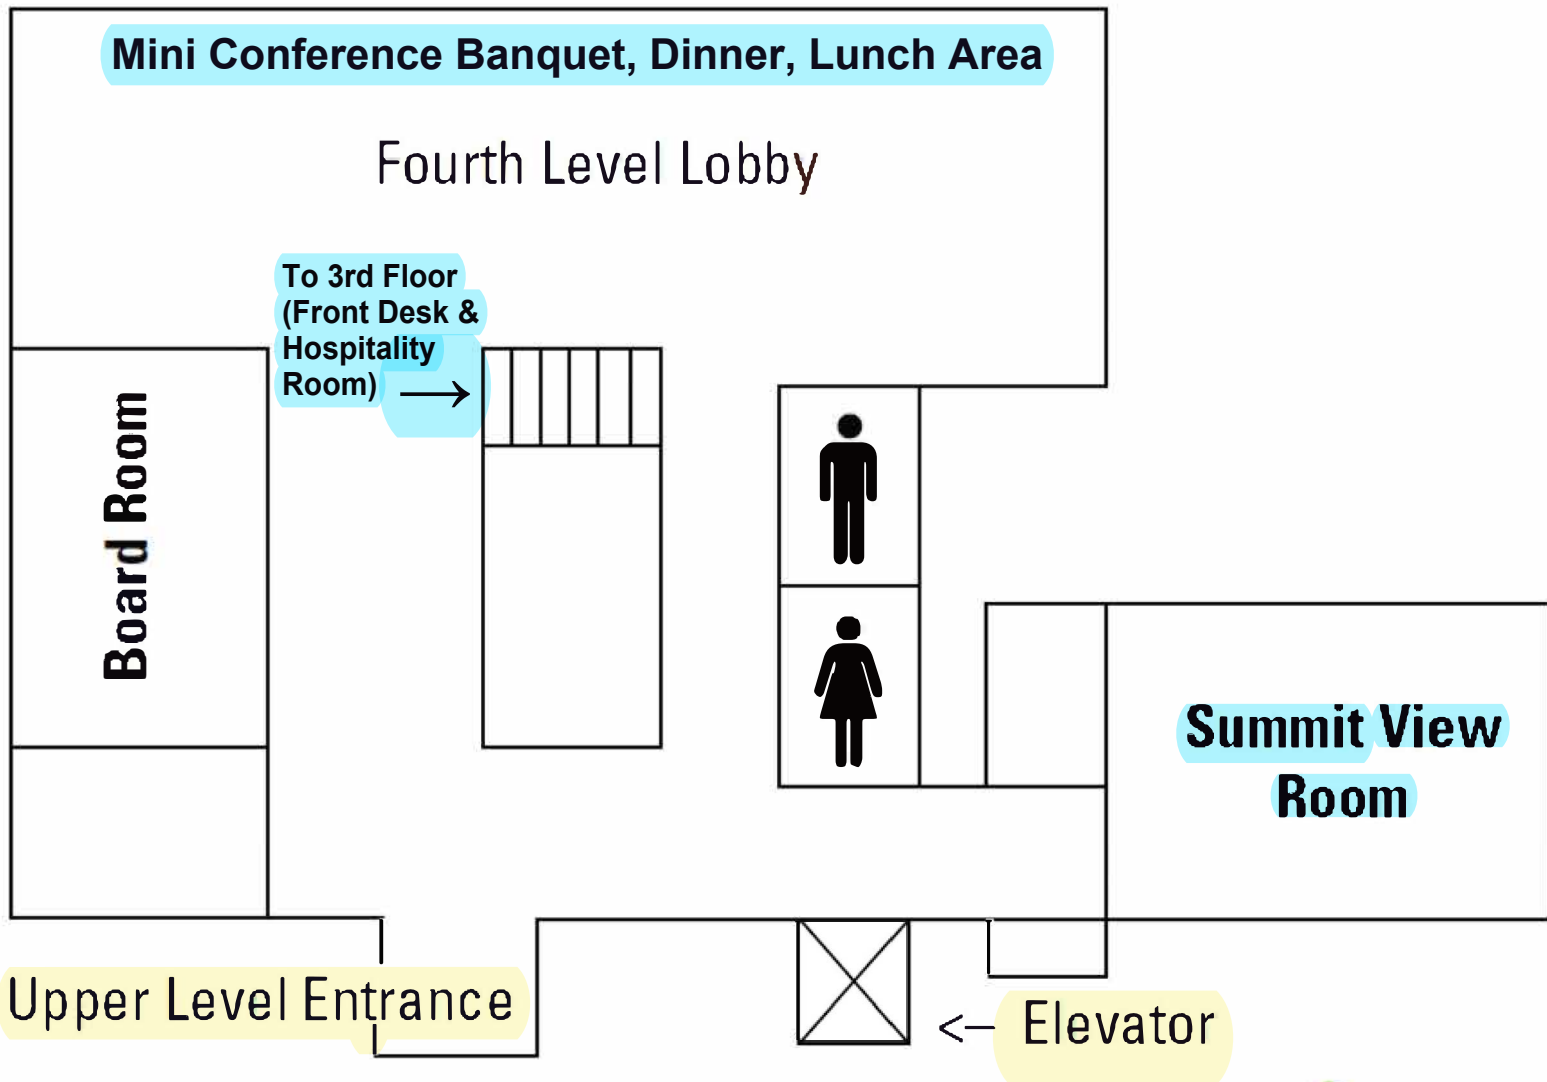 Mini Conference Banquet, Dinner, Lunch Area
Fourth Level Lobby
To 3rd Floor
(Front Desk &
Hospitality
Room)
Board Room
Summit View
Room
Upper Level Entrance
Elevator